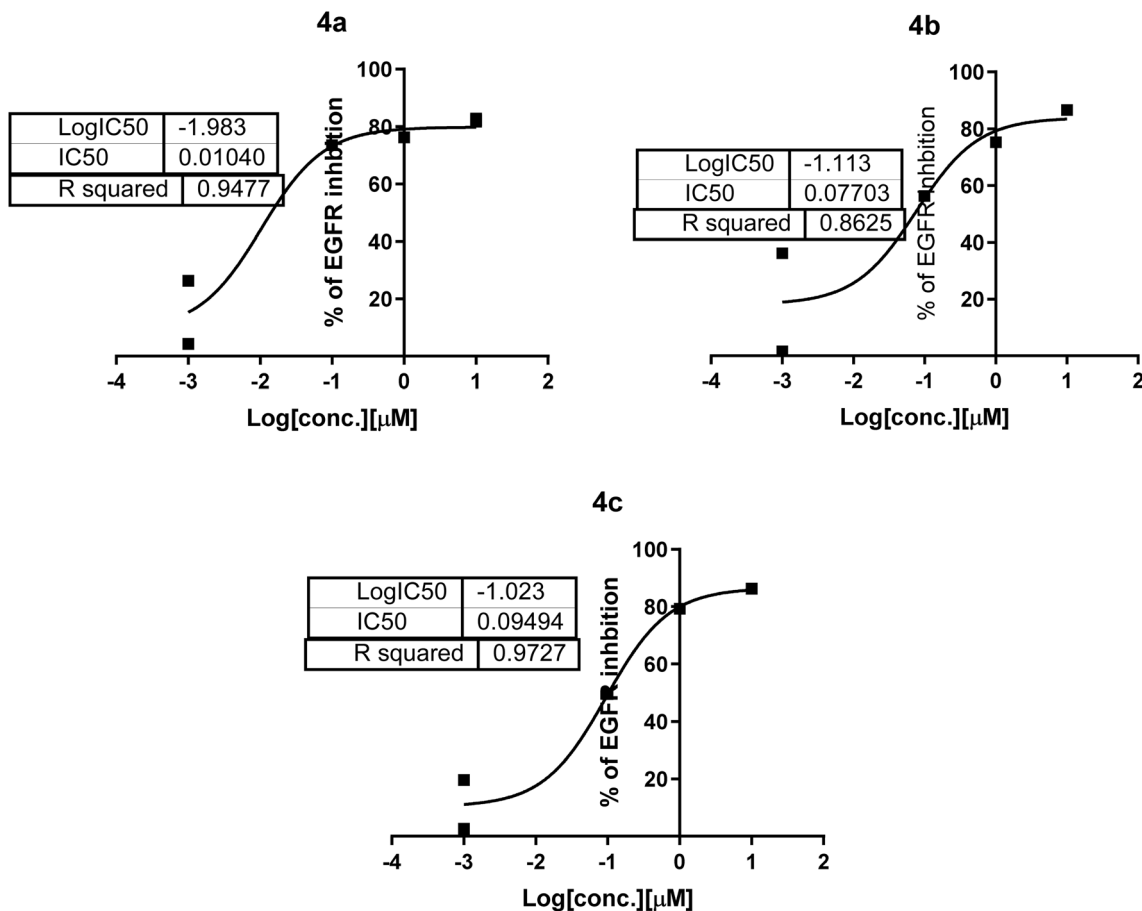 4a
LogIC50 -1.983
IC50 0.01040
R squared 0.9477
% of EGFR inhbition
100
80
60
40
20
-4 -3 -2 -1 0 1 2
Log[conc.][µM]
4b
LogIC50 -1.113
IC50 0.07703
R squared 0.8625
% of EGFR inhbition
100
80
60
40
20
-4 -3 -2 -1 0 1 2
Log[conc.][µM]
4c
LogIC50 -1.023
IC50 0.09494
R squared 0.9727
% of EGFR inhbition
100
80
60
40
20
-4 -3 -2 -1 0 1 2
Log[conc.][µM]